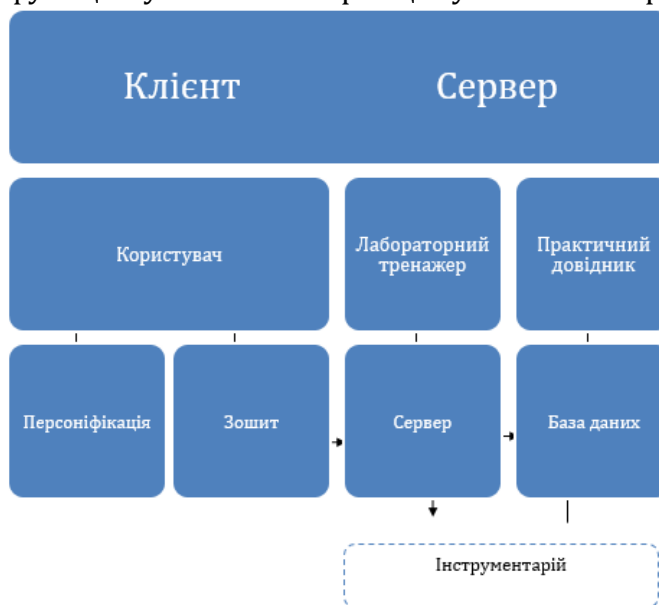 Клієнт Сервер
Користувач
Лабораторний
тренажер
Практичний
довідник
Персоніфікація
Зошит
Сервер
База даних
Інструментарій